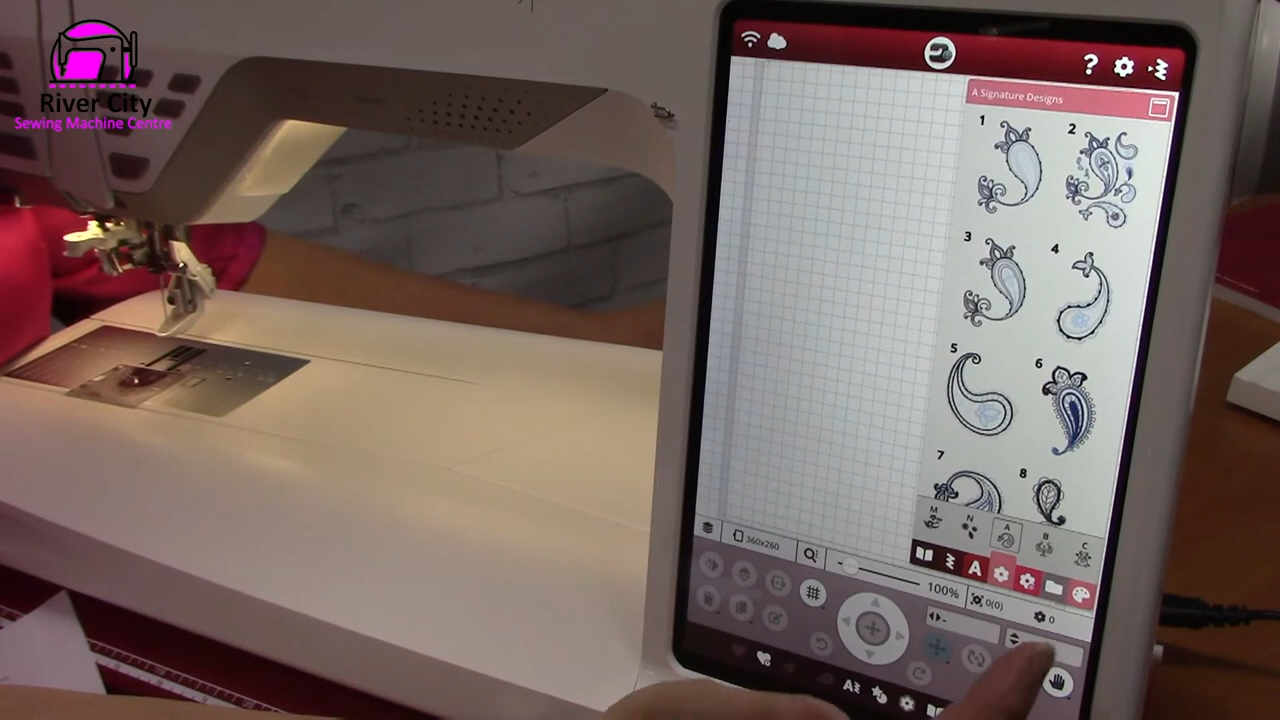 River City
Sewing Machine Centre
?
A Signature Designs
1
2
3
4
5
6
7
8
M
N
A
B
C
A
360x260
100%
0(0)
0
A